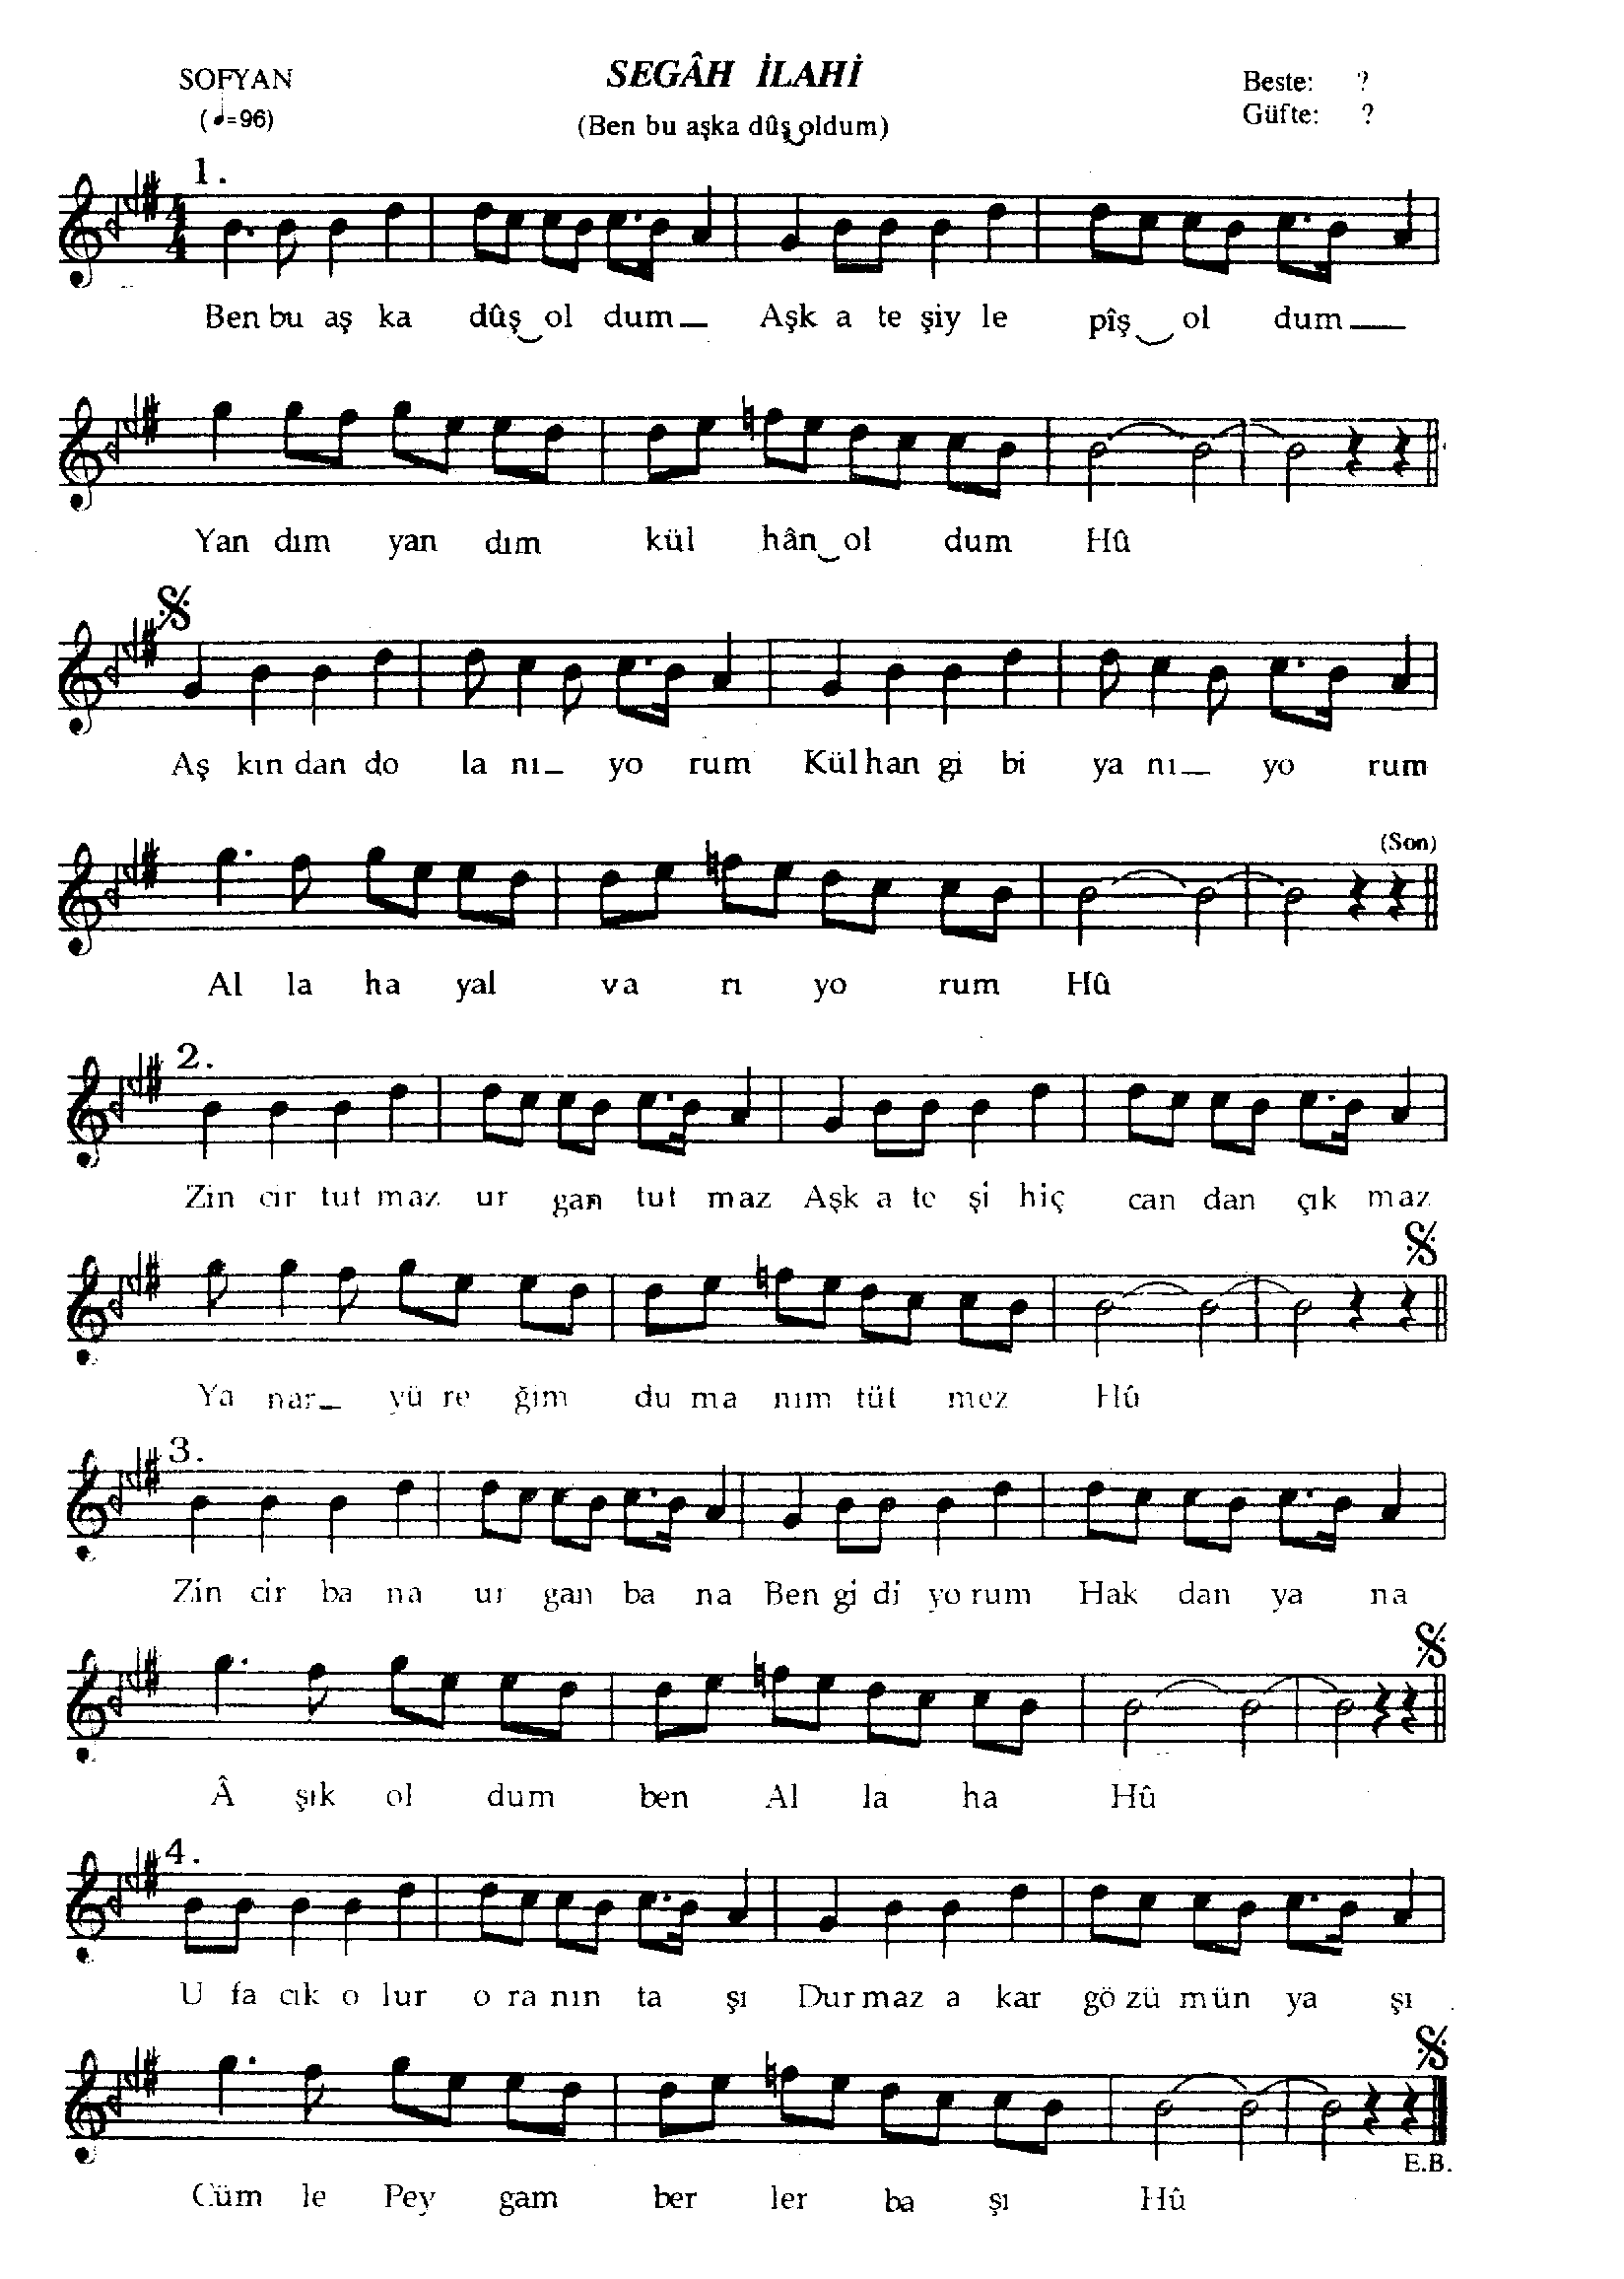 SEGÂH İLAHİ
SOFYAN
(♩=96)
(Ben bu aşka dûş oldum)
Beste: ?
Güfte: ?
1.
Ben bu aş ka dûş ol dum Aşk a te şiy le pîş ol dum
Yan dım yan dım kül hân ol dum Hû
Aş kın dan do la nı yo rum Kül han gi bi ya nı yo rum
(Son)
Al la ha yal va rı yo rum Hû
2.
Zin cir tut maz ur gan tut maz Aşk a te şi hiç can dan çık maz
Ya nar yü re ğim du ma nım tüt mez Hû
3.
Zin cir ba na ur gan ba na Ben gi di yo rum Hak dan ya na
 şık ol dum ben Al la ha Hû
4.
U fa cık o lur o ra nın ta şı Dur maz a kar gö zü mün ya şı
E.B.
Cüm le Pey gam ber ler ba şı Hû